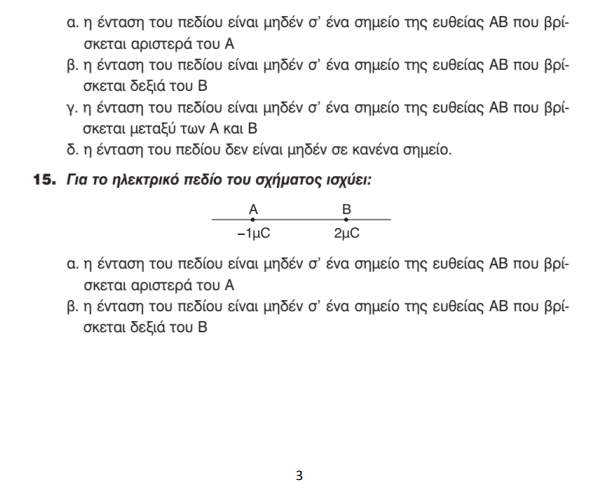 α. η ένταση του πεδίου είναι μηδέν σ' ένα σημείο της ευθείας ΑΒ που βρί-
σκεται αριστερά του Α
β. η ένταση του πεδίου είναι μηδέν σ' ένα σημείο της ευθείας ΑΒ που βρί-
σκεται δεξιά του Β
γ. η ένταση του πεδίου είναι μηδέν σ' ένα σημείο της ευθείας ΑΒ που βρί-
σκεται μεταξύ των Α και Β
δ. η ένταση του πεδίου δεν είναι μηδέν σε κανένα σημείο.
15. Για το ηλεκτρικό πεδίο του σχήματος ισχύει:
Α Β
−1μC 2μC
α. η ένταση του πεδίου είναι μηδέν σ' ένα σημείο της ευθείας ΑΒ που βρί-
σκεται αριστερά του Α
β. η ένταση του πεδίου είναι μηδέν σ' ένα σημείο της ευθείας ΑΒ που βρί-
σκεται δεξιά του Β
3